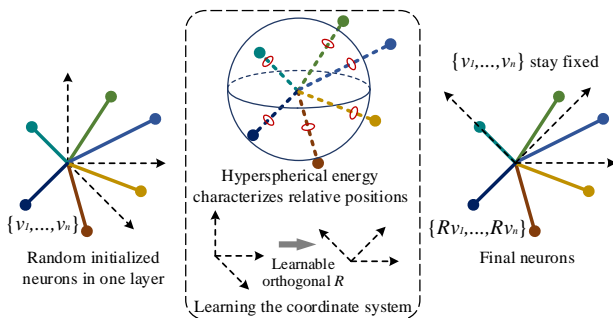 {v1,...,vn}
Random initialized
neurons in one layer
Hyperspherical energy
characterizes relative positions
Learnable
orthogonal R
Learning the coordinate system
{v1,...,vn} stay fixed
{Rv1,...,Rvn}
Final neurons